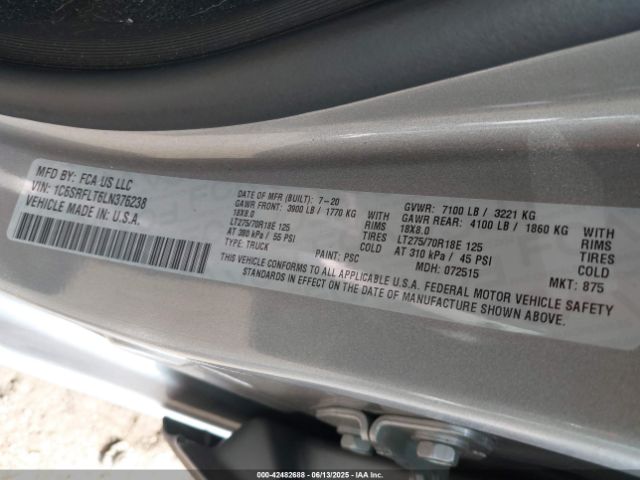 MFD BY: FCA US LLC
VIN: 1C6SRFLT6LN376238
VEHICLE MADE IN U.S.A.
DATE OF MFR (BUILT): 7-20
GAWR FRONT: 3900 LB / 1770 KG WITH
18X8.0 RIMS
LT275/70R18E 125 TIRES
AT 380 kPa / 55 PSI COLD
TYPE: TRUCK
PAINT: PSC
GVWR: 7100 LB / 3221 KG
GAWR REAR: 4100 LB / 1860 KG WITH
18X8.0 RIMS
LT275/70R18E 125 TIRES
AT 310 kPa / 45 PSI COLD
MDH: 072515
MKT: 875
THIS VEHICLE CONFORMS TO ALL APPLICABLE U.S.A. FEDERAL MOTOR VEHICLE SAFETY
STANDARDS IN EFFECT ON THE DATE OF MANUFACTURE SHOWN ABOVE.
00-42482688 - 06/13/2025 - IAAI.COM